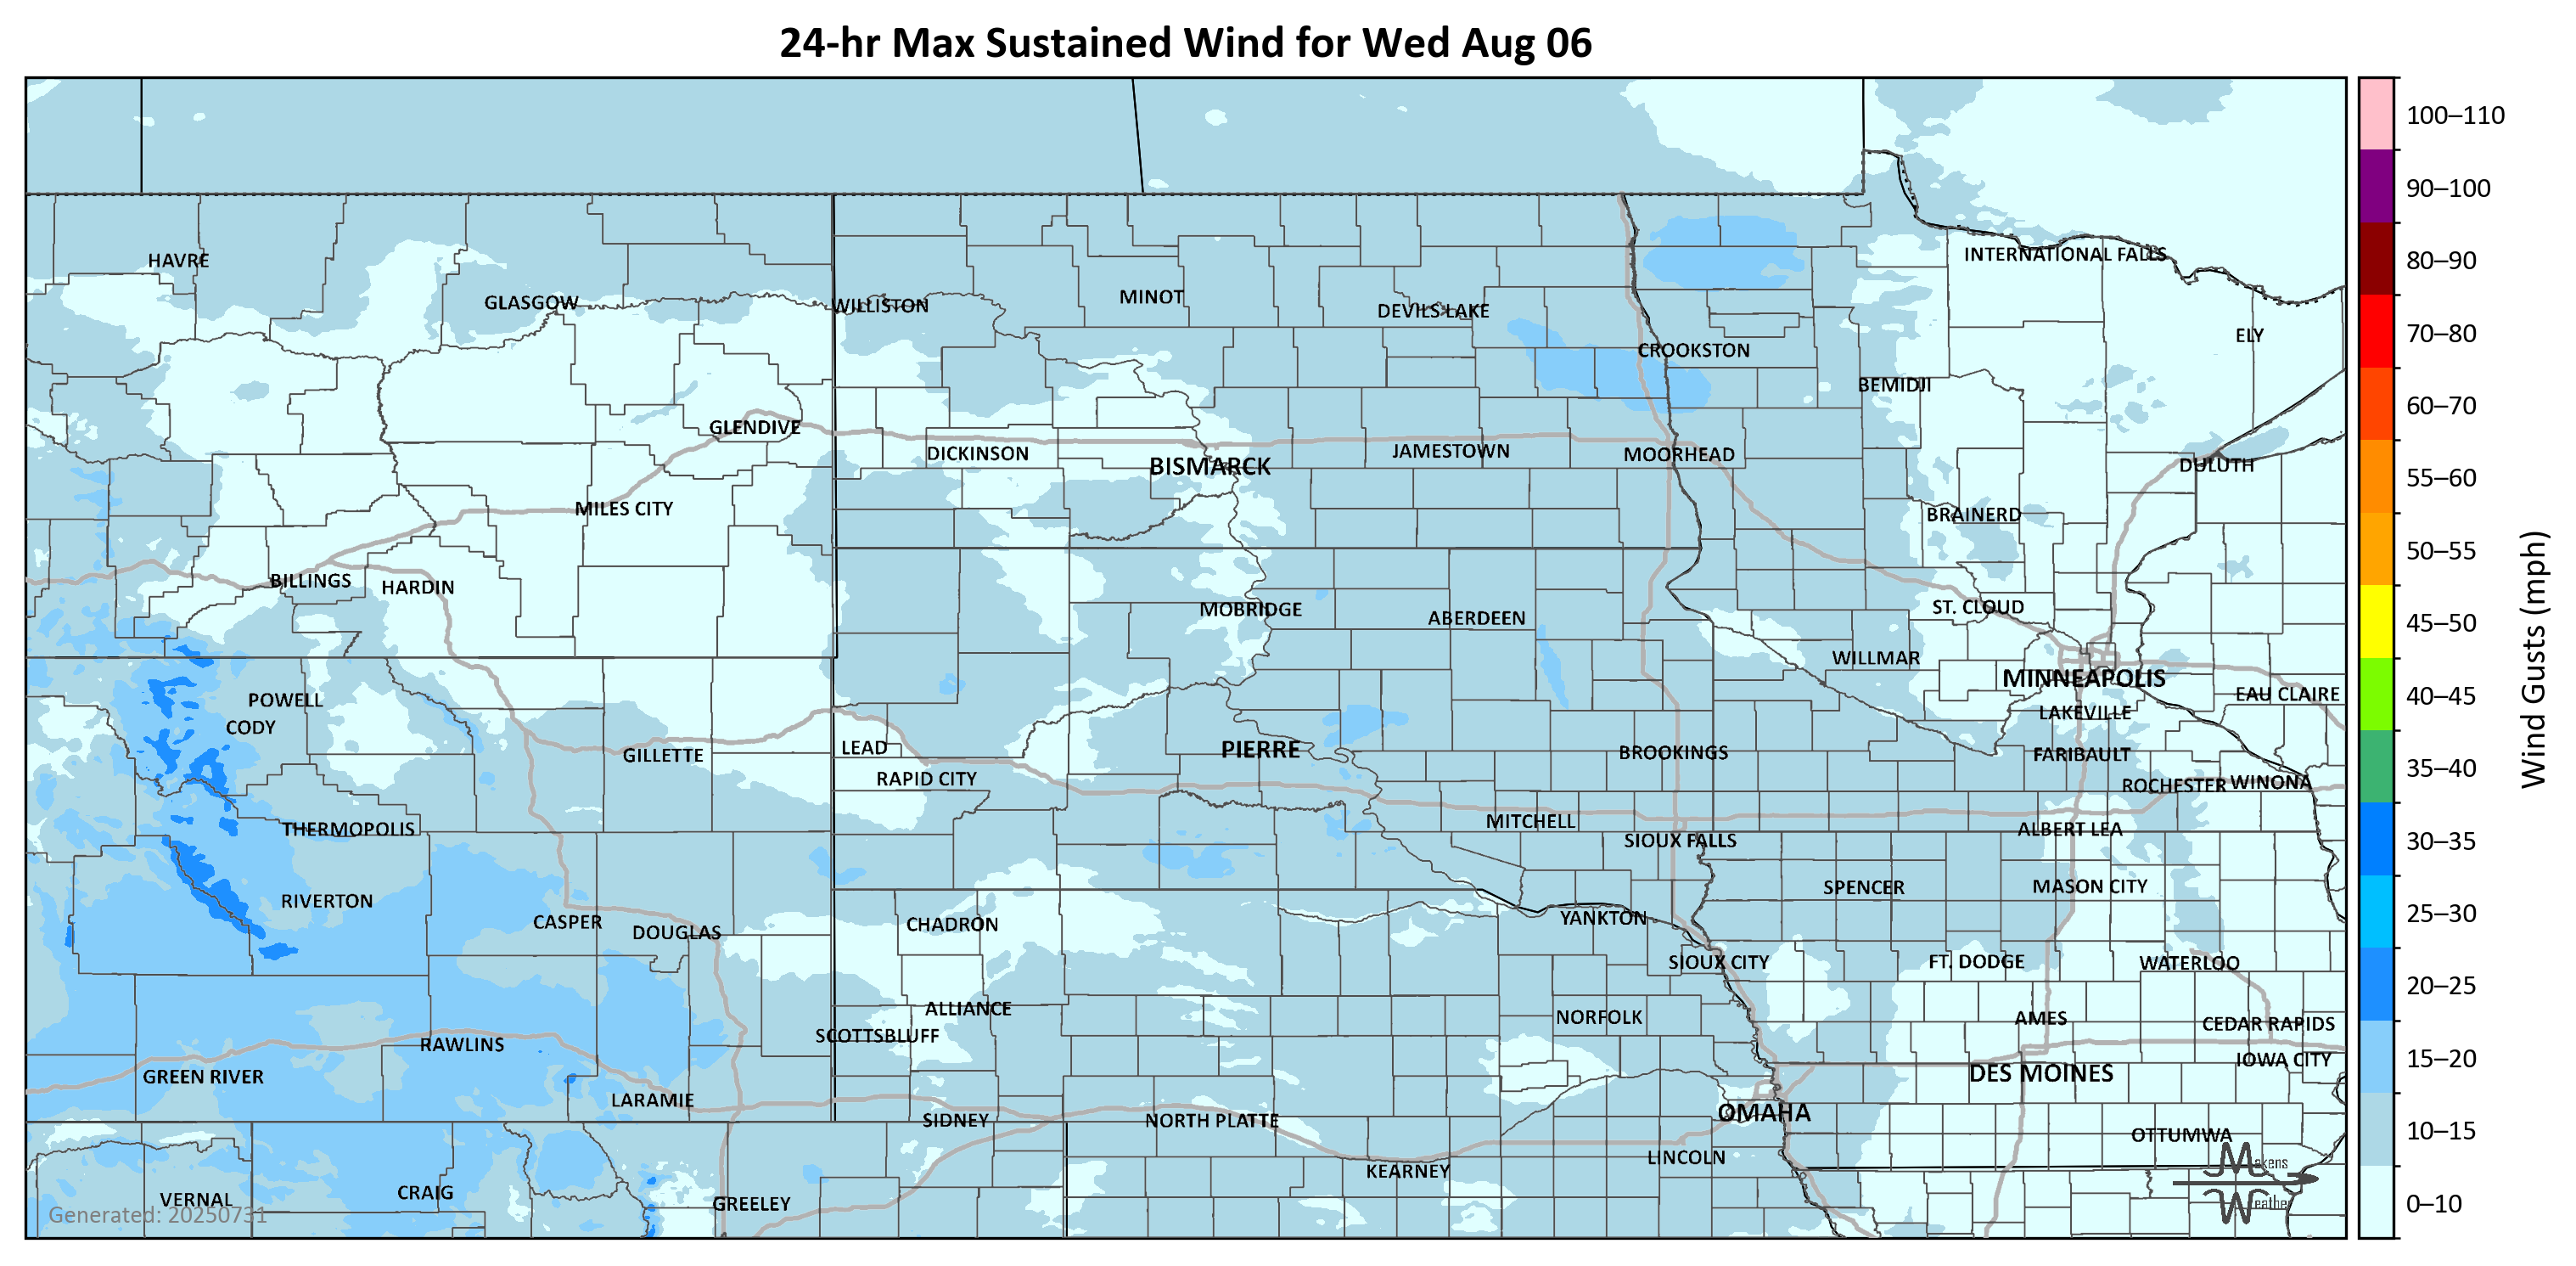 24-hr Max Sustained Wind for Wed Aug 06
100–110
90–100
80–90
70–80
60–70
55–60
50–55
45–50
40–45
35–40
30–35
25–30
20–25
15–20
10–15
0–10
Wind Gusts (mph)
HAVRE
INTERNATIONAL FALLS
GLASGOW
WILLISTON
MINOT
DEVILS LAKE
ELY
CROOKSTON
BEMIDJI
GLENDIVE
DICKINSON
BISMARCK
JAMESTOWN
MOORHEAD
DULUTH
MILES CITY
BRAINERD
BILLINGS
HARDIN
MOBRIDGE
ABERDEEN
ST. CLOUD
WILLMAR
MINNEAPOLIS
POWELL
EAU CLAIRE
CODY
LAKEVILLE
GILLETTE
LEAD
PIERRE
BROOKINGS
FARIBAULT
RAPID CITY
ROCHESTER
WINONA
THERMOPOLIS
MITCHELL
SIOUX FALLS
ALBERT LEA
RIVERTON
SPENCER
MASON CITY
CASPER
DOUGLAS
CHADRON
YANKTON
SIOUX CITY
FT. DODGE
WATERLOO
ALLIANCE
NORFOLK
AMES
CEDAR RAPIDS
SCOTTSBLUFF
RAWLINS
IOWA CITY
GREEN RIVER
DES MOINES
LARAMIE
SIDNEY
NORTH PLATTE
OMAHA
OTTUMWA
KEARNEY
LINCOLN
VERNAL
CRAIG
GREELEY
Generated: 20250731
Makens
Weather